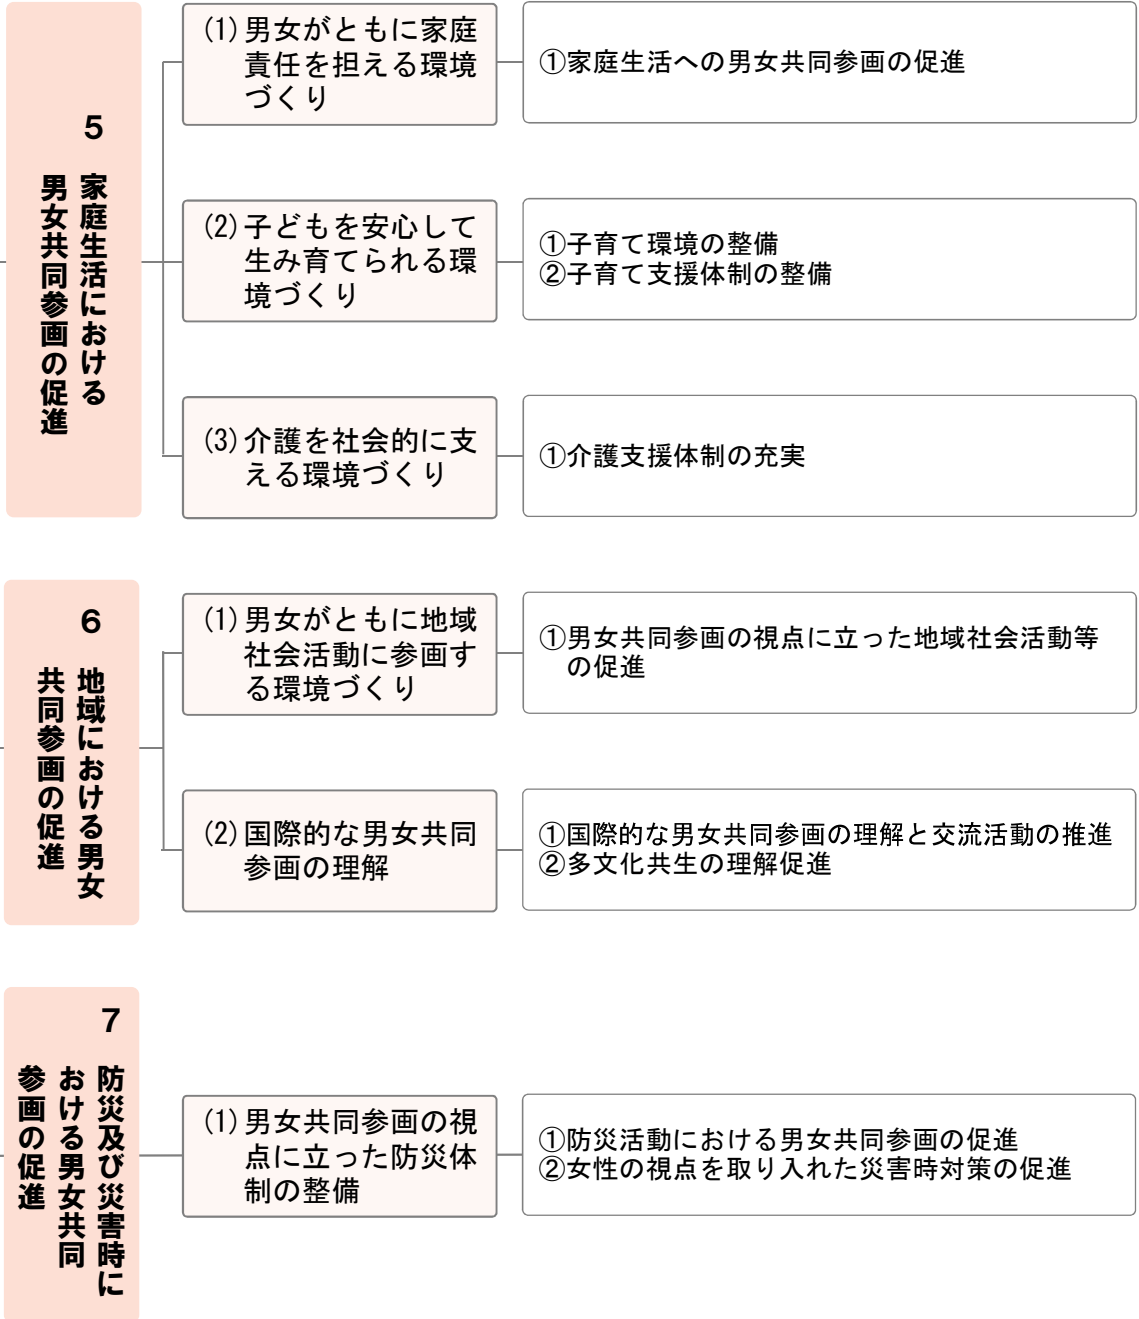 5
家庭生活における
男女共同参画の促進
(1)男女がともに家庭
責任を担える環境
づくり
①家庭生活への男女共同参画の促進
(2)子どもを安心して
生み育てられる環
境づくり
①子育て環境の整備
②子育て支援体制の整備
(3)介護を社会的に支
える環境づくり
①介護支援体制の充実
6
地域における男女
共同参画の促進
(1)男女がともに地域
社会活動に参画す
る環境づくり
①男女共同参画の視点に立った地域社会活動等
の促進
(2)国際的な男女共同
参画の理解
①国際的な男女共同参画の理解と交流活動の推進
②多文化共生の理解促進
7
防災及び災害時に
おける男女共同
参画の促進
(1)男女共同参画の視
点に立った防災体
制の整備
①防災活動における男女共同参画の促進
②女性の視点を取り入れた災害時対策の促進